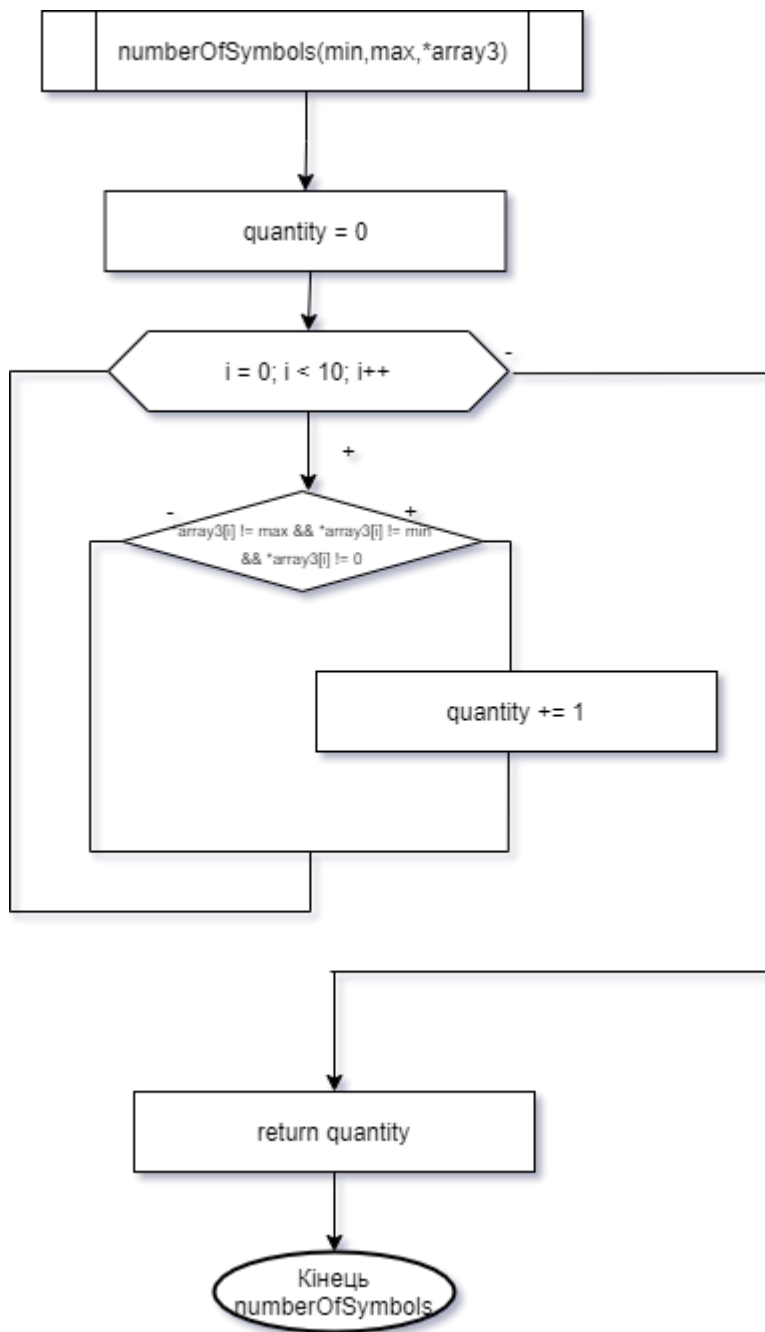 numberOfSymbols(min,max,*array3)
quantity = 0
i = 0; i < 10; i++
-
+
-
+
*array3[i] != max && *array3[i] != min
&& *array3[i] != 0
quantity += 1
return quantity
Кінець
numberOfSymbols